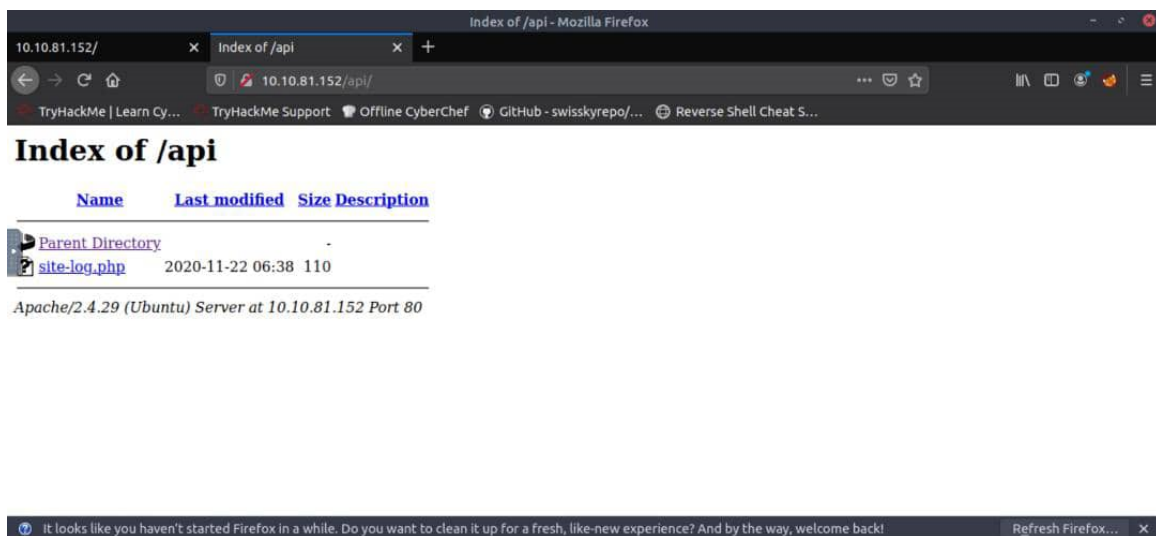 Index of /api - Mozilla Firefox
10.10.81.152/ Index of /api
10.10.81.152/api/
TryHackMe | Learn Cy... TryHackMe Support Offline CyberChef GitHub - swisskyrepo/... Reverse Shell Cheat S...
Index of /api
Name Last modified Size Description
Parent Directory -
site-log.php 2020-11-22 06:38 110
Apache/2.4.29 (Ubuntu) Server at 10.10.81.152 Port 80
It looks like you haven't started Firefox in a while. Do you want to clean it up for a fresh, like-new experience? And by the way, welcome back! Refresh Firefox...